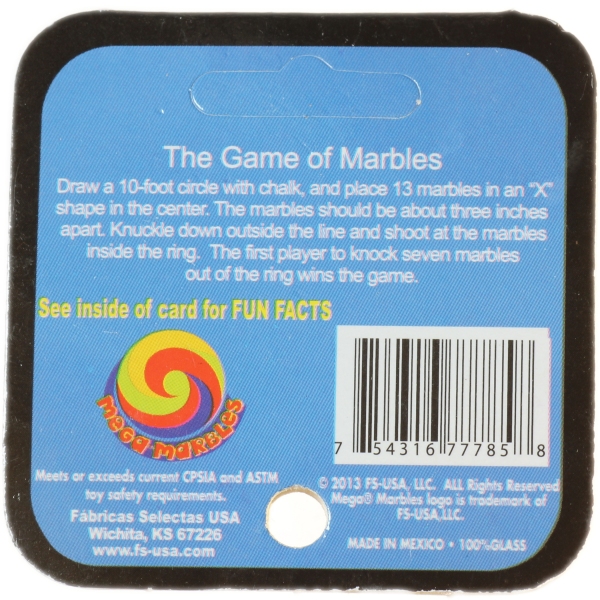 The Game of Marbles
Draw a 10-foot circle with chalk, and place 13 marbles in an "X"
shape in the center. The marbles should be about three inches
apart. Knuckle down outside the line and shoot at the marbles
inside the ring. The first player to knock seven marbles
out of the ring wins the game.
See inside of card for FUN FACTS
MEGA MARBLES
7 54316 77785 8
Meets or exceeds current CPSIA and ASTM
toy safety requirements.
Fábricas Selectas USA
Wichita, KS 67226
www.fs-usa.com
© 2013 FS-USA, LLC. ALL Rights Reserved
Mega® Marbles logo is trademark of
FS-USA,LLC.
MADE IN MEXICO • 100%GLASS